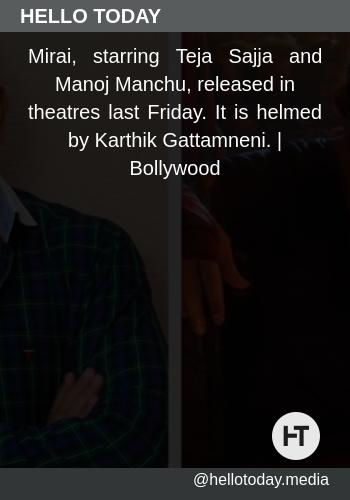 HELLO TODAY
Mirai, starring Teja Sajja and
Manoj Manchu, released in
theatres last Friday. It is helmed
by Karthik Gattamneni. |
Bollywood
HT
@hellotoday.media